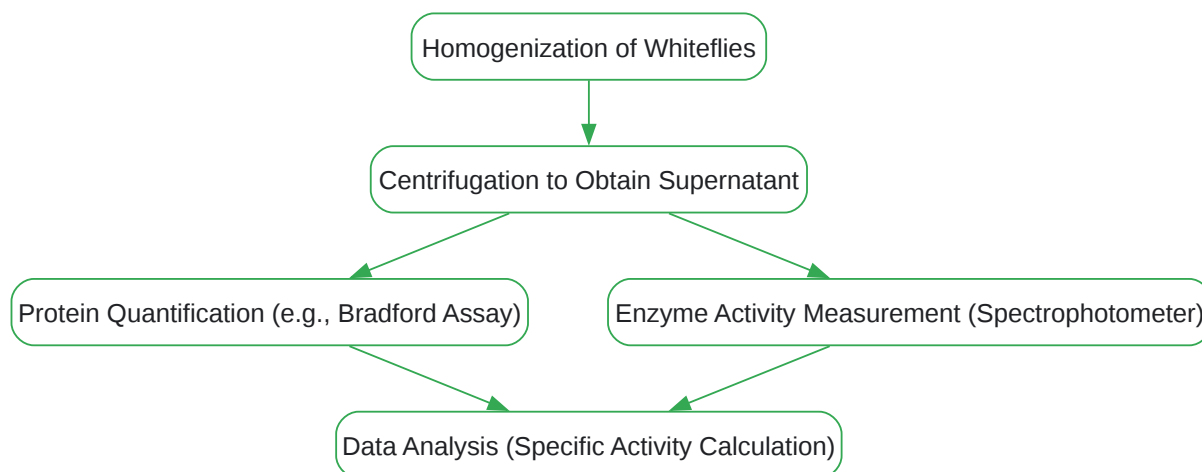 Homogenization of Whiteflies
Centrifugation to Obtain Supernatant
Protein Quantification (e.g., Bradford Assay)
Enzyme Activity Measurement (Spectrophotometer)
Data Analysis (Specific Activity Calculation)